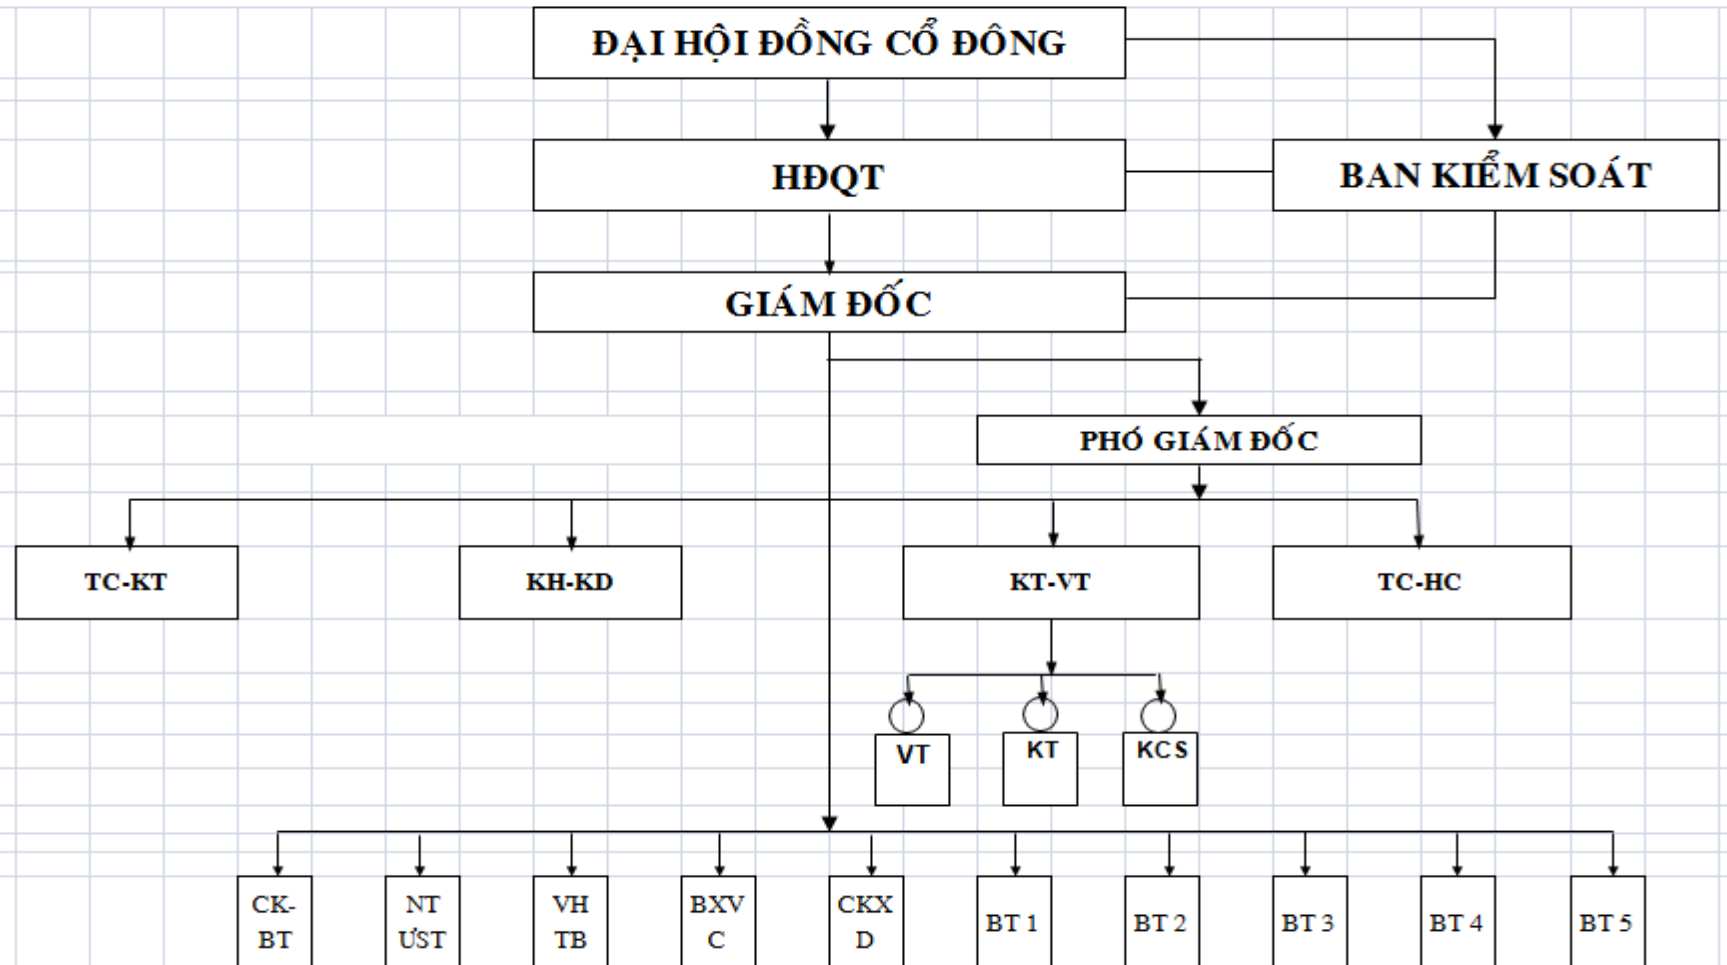 ĐẠI HỘI ĐỒNG CỔ ĐÔNG
HĐQT
BAN KIỂM SOÁT
GIÁM ĐỐC
PHÓ GIÁM ĐỐC
TC-KT
KH-KD
KT-VT
TC-HC
VT
KT
KCS
CK-
BT
NT
ƯST
VH
TB
BXV
C
CKX
D
BT 1
BT 2
BT 3
BT 4
BT 5